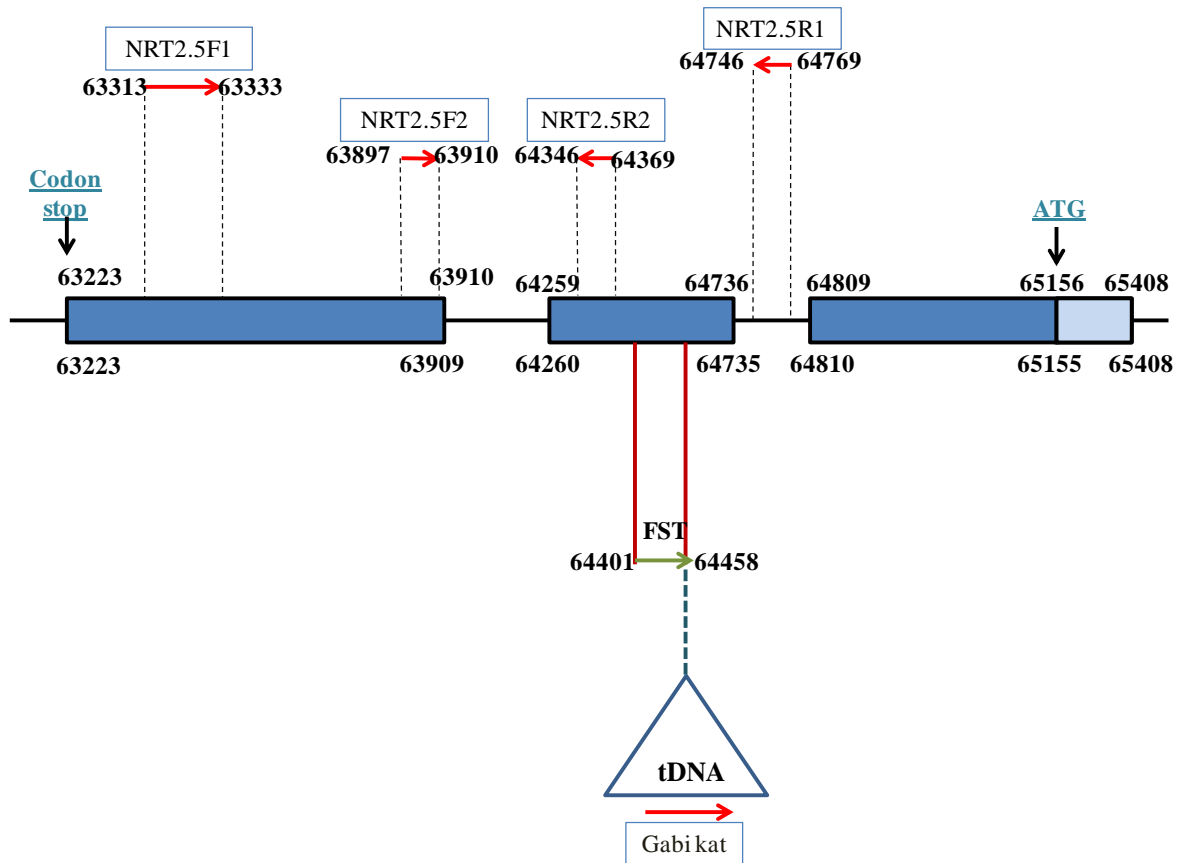 NRT2.5F1
63313 63333
NRT2.5R1
64746 64769
NRT2.5F2
63897 63910
NRT2.5R2
64346 64369
Codon
stop
ATG
63223 63910 64259 64736 64809 65156 65408
63223 63909 64260 64735 64810 65155 65408
FST
64401 64458
tDNA
Gabi kat